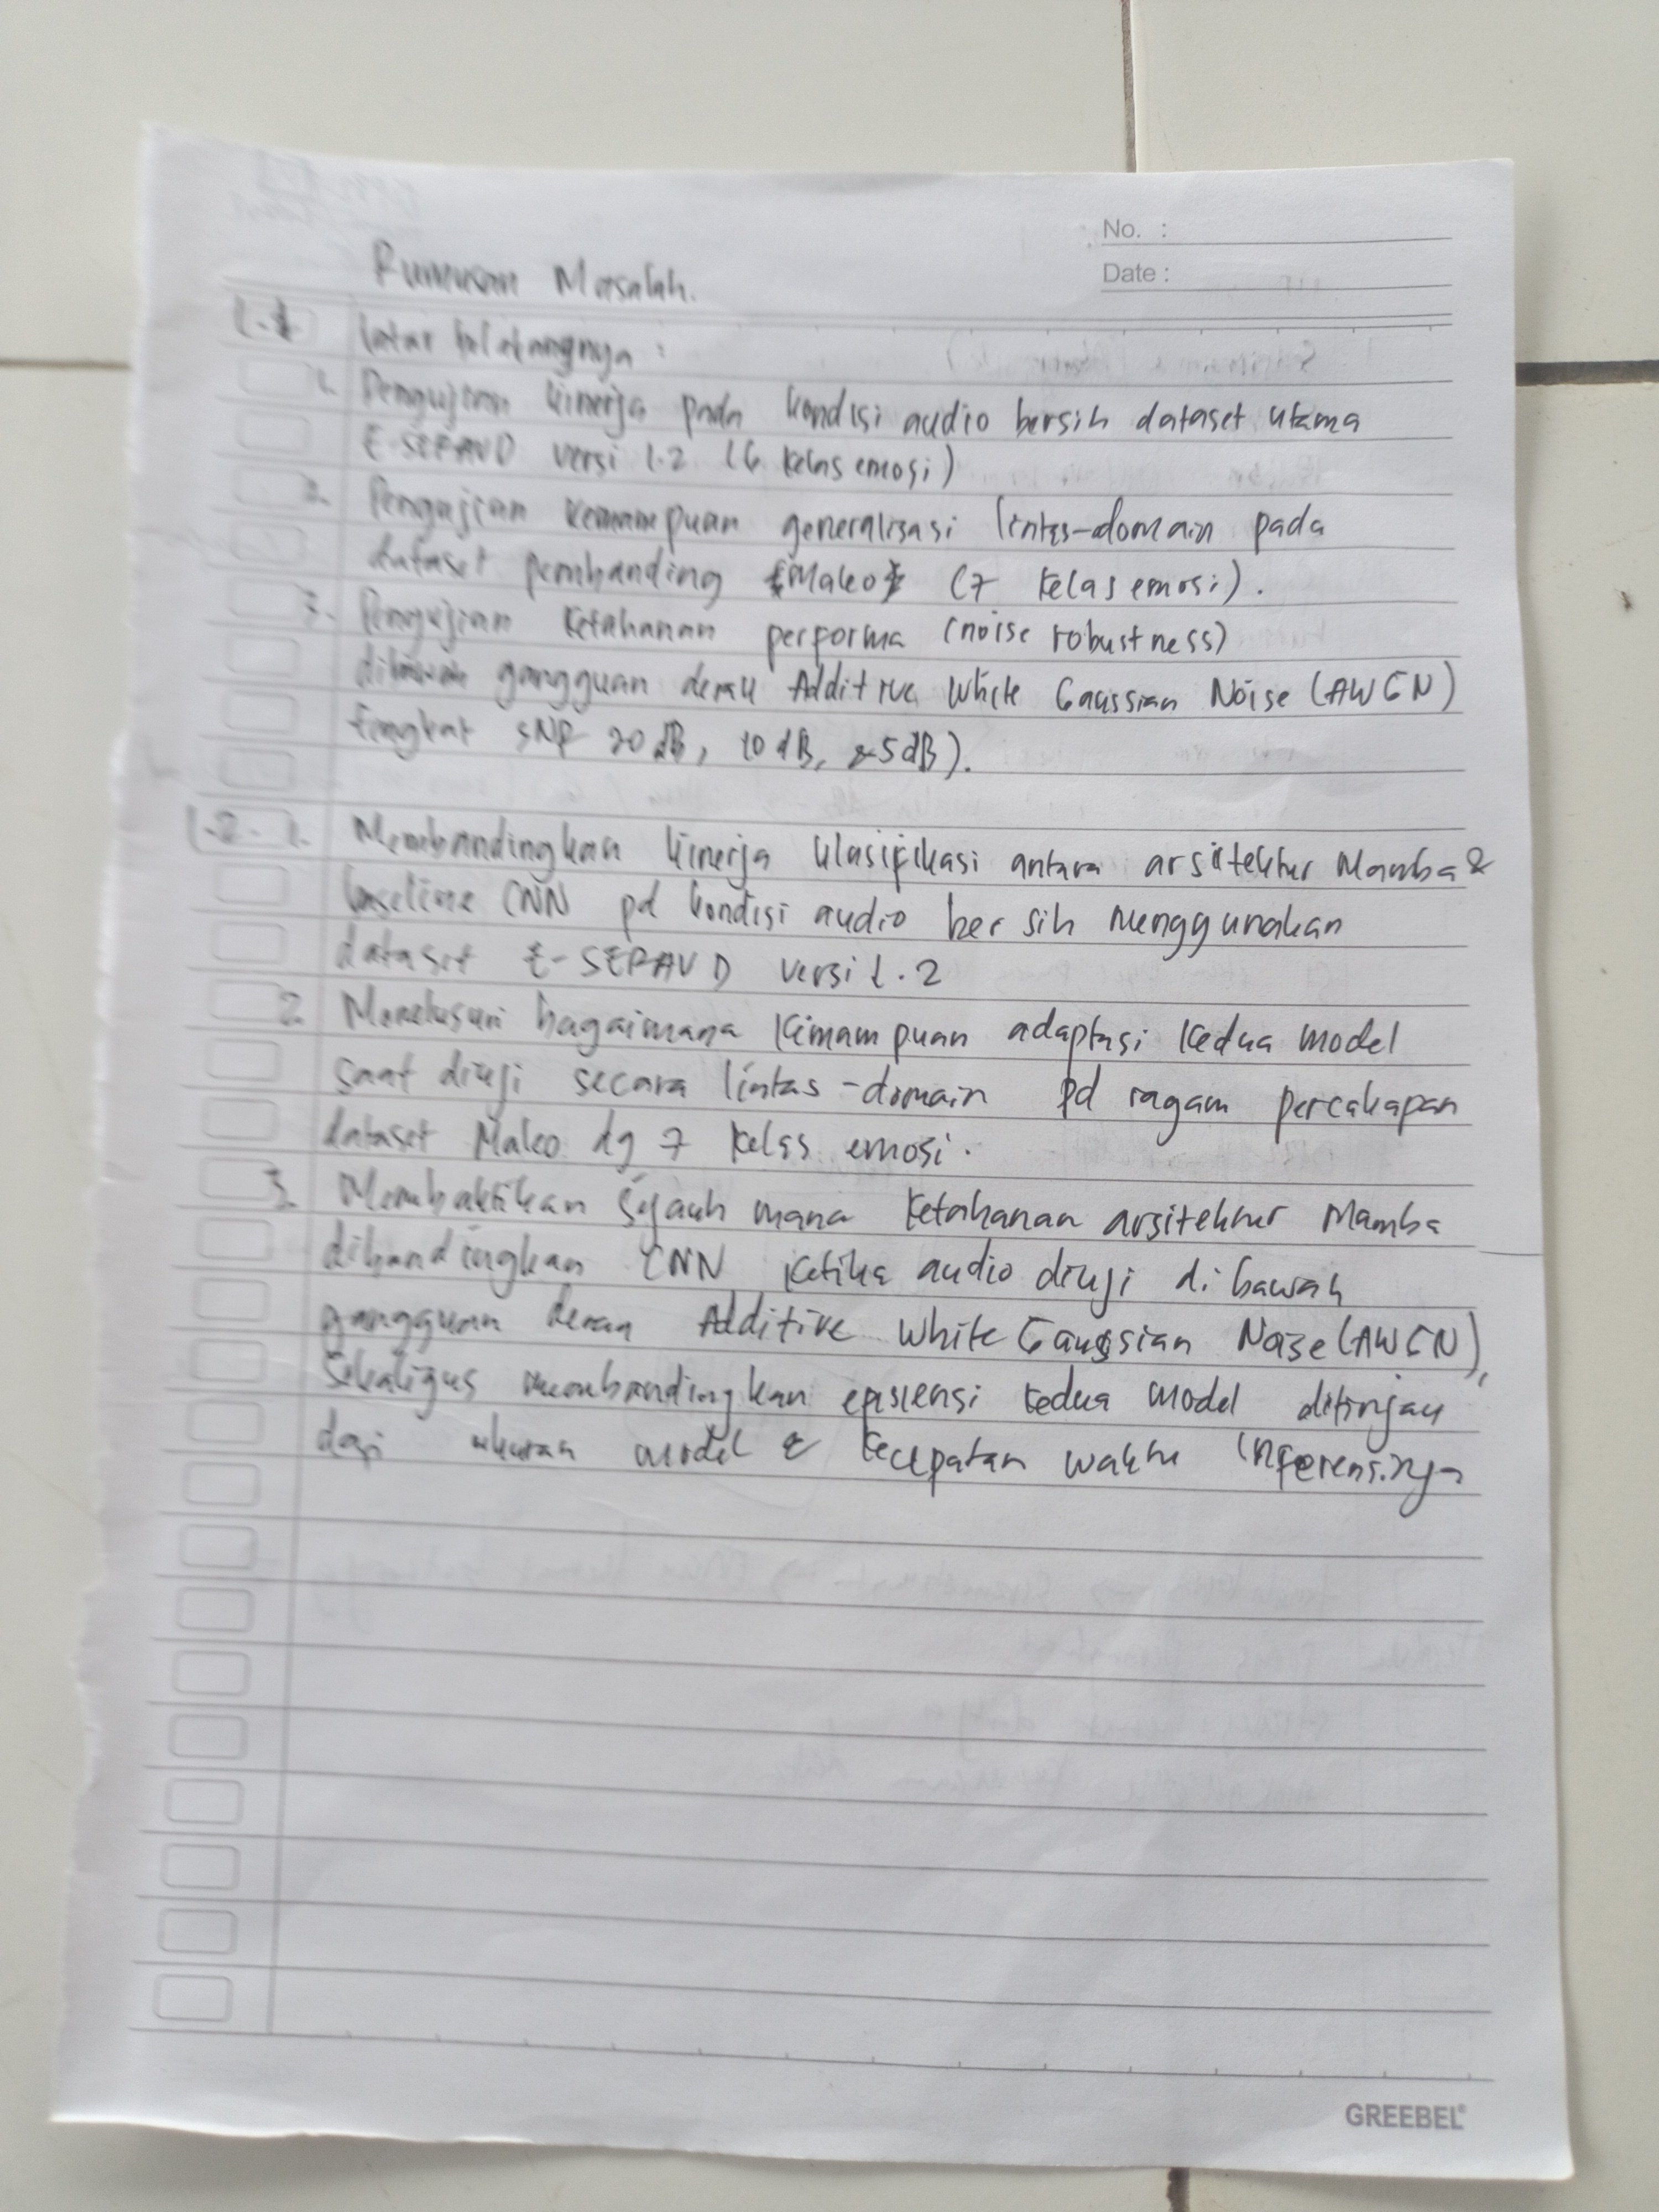 No. :
Date :
Rumusan Masalah.
1.1 latar belakangnya :
1. Pengujian kinerja pada kondisi audio bersih dataset utama
E-SERAVD versi 1.2 (6 kelas emosi)
2. Pengujian kemampuan generalisasi lintas-domain pada
dataset pembanding Maleo (7 kelas emosi).
3. Pengujian ketahanan performa (noise robustness)
dibawah gangguan derau Additive White Gaussian Noise (AWGN)
tingkat SNR 20 dB, 10 dB, & 5 dB).
1.2. 1. Membandingkan kinerja klasifikasi antara arsitektur Mamba &
baseline CNN pd kondisi audio bersih menggunakan
dataset E-SERAVD versi 1.2
2. Menelusuri bagaimana kimampuan adaptasi kedua model
saat diuji secara lintas-domain pd ragam percakapan
dataset Maleo dg 7 kelas emosi.
3. Membuktikan sejauh mana ketahanan arsitektur Mamba
dibandingkan CNN ketika audio diuji di bawah
gangguan derau Additive White Gaussian Noise (AWGN),
sekaligus membandingkan efisiensi kedua model ditinjau
dari ukuran model & kecepatan waktu inferensinya
GREEBEL